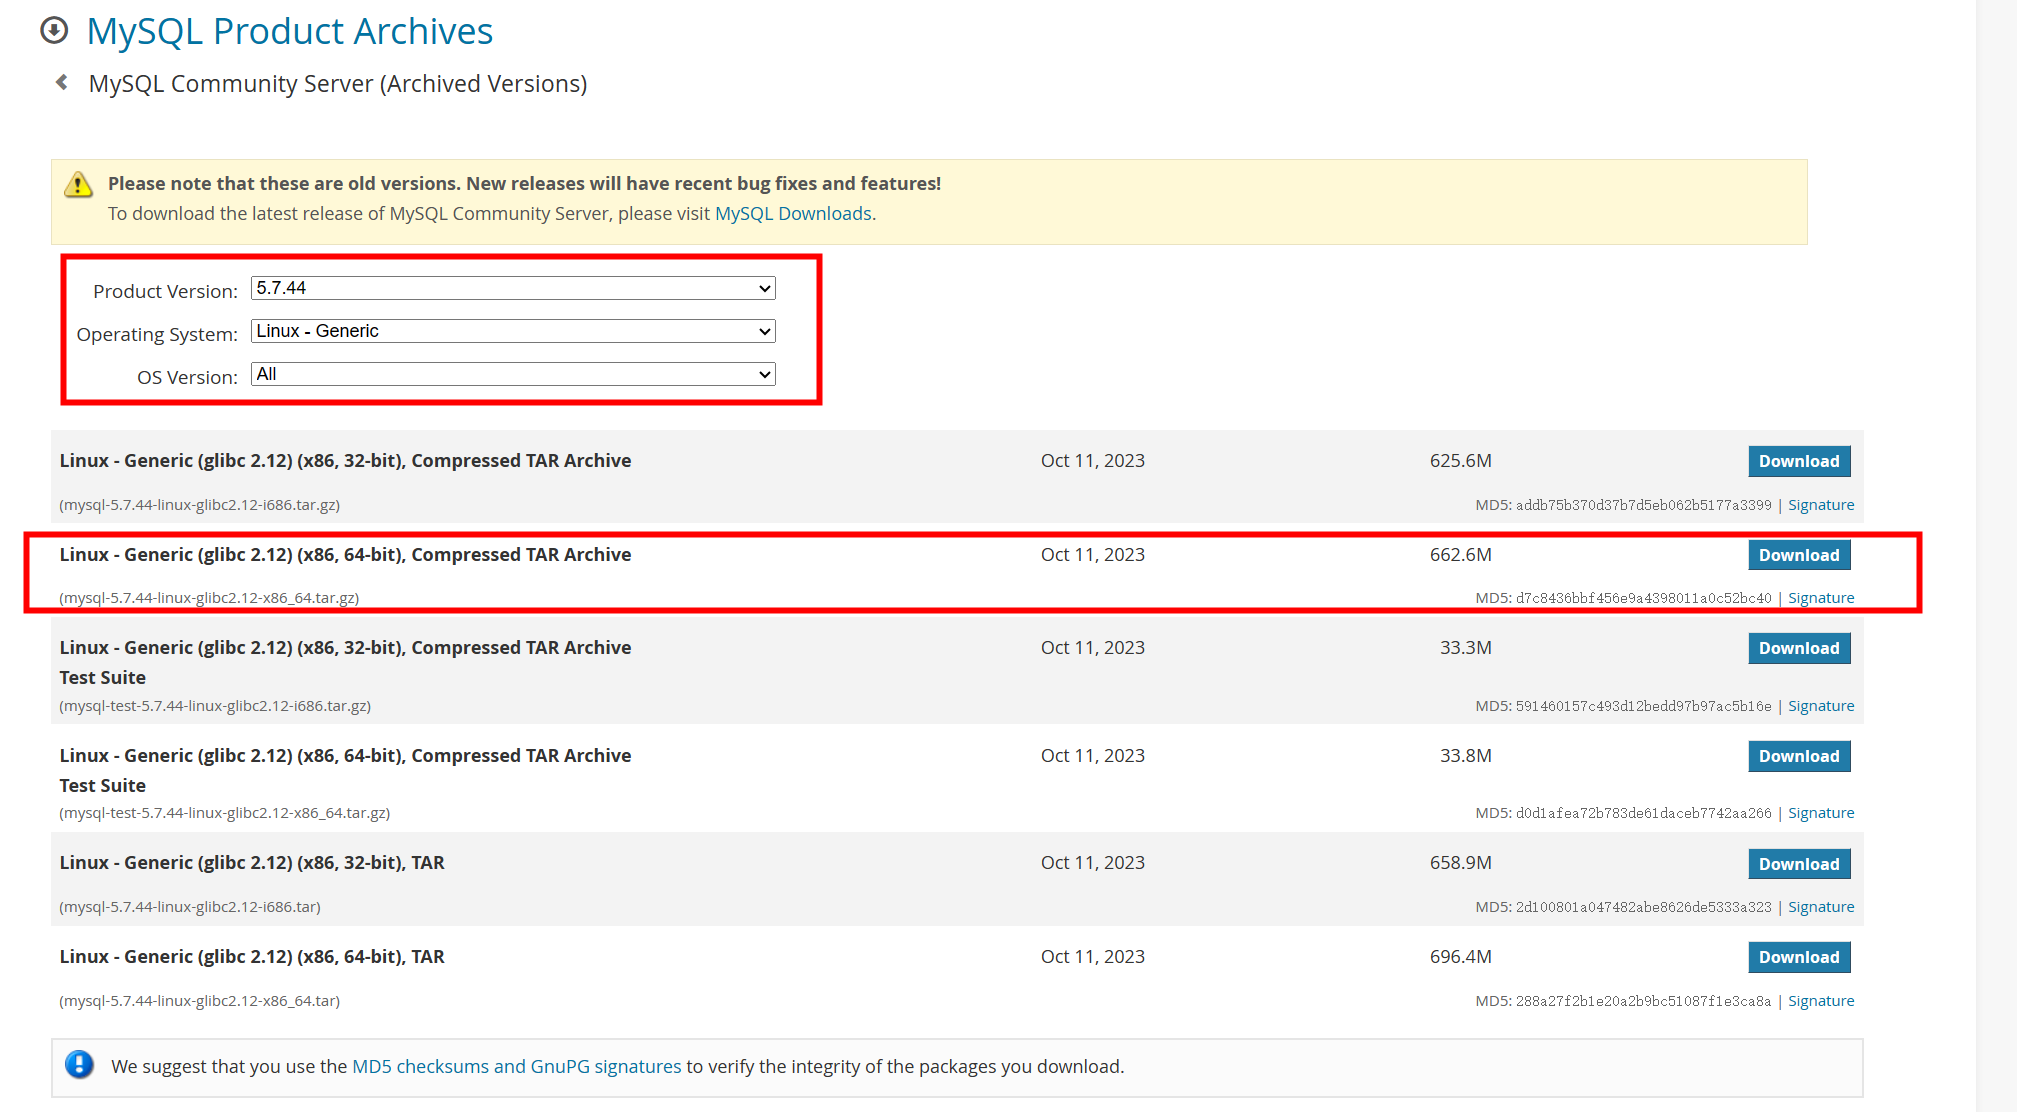 MySQL Product Archives
MySQL Community Server (Archived Versions)
Please note that these are old versions. New releases will have recent bug fixes and features!
To download the latest release of MySQL Community Server, please visit MySQL Downloads.
Product Version: 5.7.44
Operating System: Linux - Generic
OS Version: All
Linux - Generic (glibc 2.12) (x86, 32-bit), Compressed TAR Archive Oct 11, 2023 625.6M Download
(mysql-5.7.44-linux-glibc2.12-i686.tar.gz) MD5: addb75b370d37b7d5eb062b5177a3399 | Signature
Linux - Generic (glibc 2.12) (x86, 64-bit), Compressed TAR Archive Oct 11, 2023 662.6M Download
(mysql-5.7.44-linux-glibc2.12-x86_64.tar.gz) MD5: d7c8436bbf456e9a4398011a0c52bc40 | Signature
Linux - Generic (glibc 2.12) (x86, 32-bit), Compressed TAR Archive Oct 11, 2023 33.3M Download
Test Suite
(mysql-test-5.7.44-linux-glibc2.12-i686.tar.gz) MD5: 591460157c493d12bedd97b97ac5b16e | Signature
Linux - Generic (glibc 2.12) (x86, 64-bit), Compressed TAR Archive Oct 11, 2023 33.8M Download
Test Suite
(mysql-test-5.7.44-linux-glibc2.12-x86_64.tar.gz) MD5: d0d1afea72b783de61daceb7742aa266 | Signature
Linux - Generic (glibc 2.12) (x86, 32-bit), TAR Oct 11, 2023 658.9M Download
(mysql-5.7.44-linux-glibc2.12-i686.tar) MD5: 2d100801a047482abe8626de5333a323 | Signature
Linux - Generic (glibc 2.12) (x86, 64-bit), TAR Oct 11, 2023 696.4M Download
(mysql-5.7.44-linux-glibc2.12-x86_64.tar) MD5: 288a27f2b1e20a2b9bc51087f1e3ca8a | Signature
We suggest that you use the MD5 checksums and GnuPG signatures to verify the integrity of the packages you download.